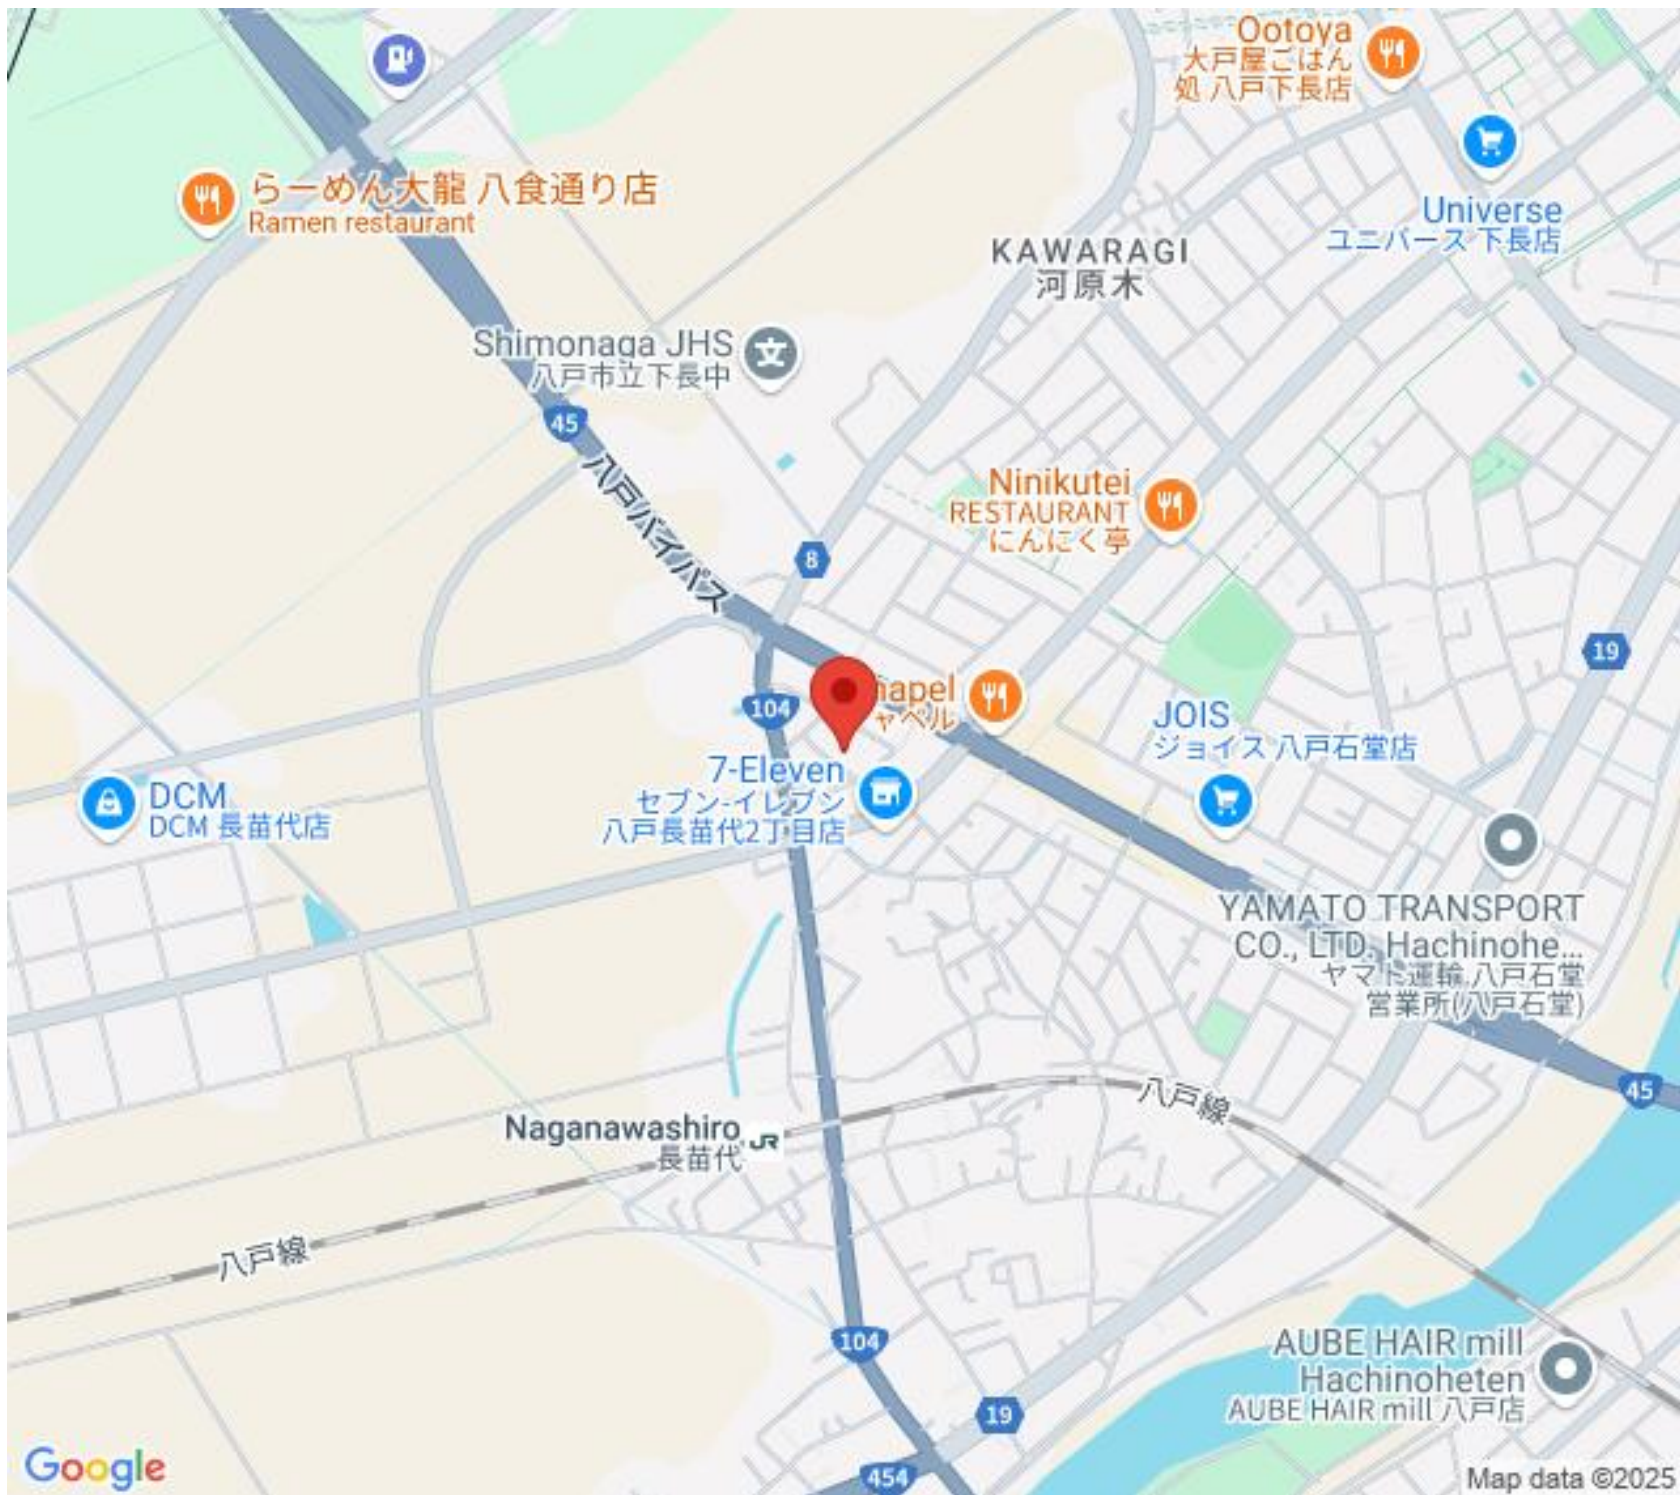 Ootoya
大戸屋ごはん
処 八戸下長店
らーめん大龍 八食通り店
Ramen restaurant
Universe
ユニバース 下長店
KAWARAGI
河原木
Shimonaga JHS
八戸市立下長中
45
八戸バイパス
Ninikutei
RESTAURANT
にんにく亭
8
19
hapel
ャペル
104
JOIS
ジョイス 八戸石堂店
7-Eleven
セブン-イレブン
八戸長苗代2丁目店
DCM
DCM 長苗代店
YAMATO TRANSPORT
CO., LTD. Hachinohe...
ヤマト運輸 八戸石堂
営業所(八戸石堂)
45
八戸線
Naganawashiro
長苗代
JR
八戸線
104
AUBE HAIR mill
Hachinoheten
AUBE HAIR mill 八戸店
19
454
Google
Map data ©2025